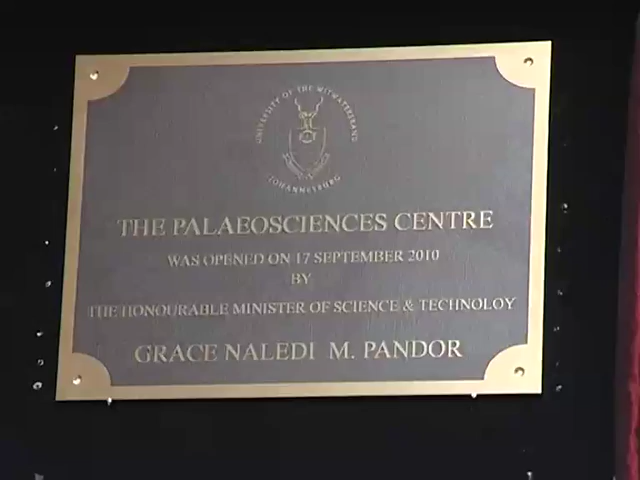 UNIVERSITY OF THE WITWATERSRAND
JOHANNESBURG
THE PALAEOSCIENCES CENTRE
WAS OPENED ON 17 SEPTEMBER 2010
BY
THE HONOURABLE MINISTER OF SCIENCE & TECHNOLOY
GRACE NALEDI M. PANDOR